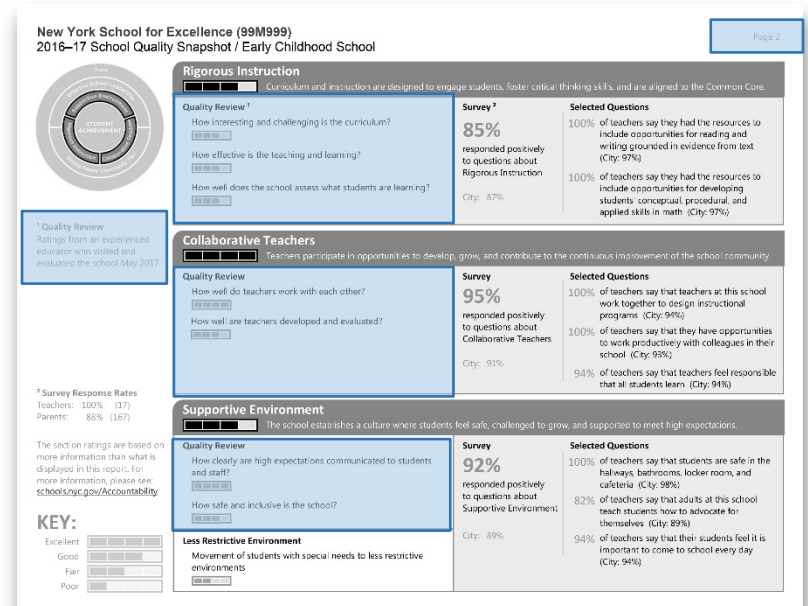 New York School for Excellence (99M999)
2016–17 School Quality Snapshot / Early Childhood School
Page 2
Trust
Effective School Leadership
Supportive Environment
STUDENT
ACHIEVEMENT
Rigorous Instruction
Curriculum and instruction are designed to engage students, foster critical thinking skills, and are aligned to the Common Core.
Quality Review ¹
How interesting and challenging is the curriculum?
How effective is the teaching and learning?
How well does the school assess what students are learning?
Survey ²
85%
responded positively
to questions about
Rigorous Instruction
City: 87%
Selected Questions
100% of teachers say they had the resources to
include opportunities for reading and
writing grounded in evidence from text
(City: 97%)
100% of teachers say they had the resources to
include opportunities for developing
students' conceptual, procedural, and
applied skills in math (City: 97%)
¹ Quality Review
Ratings from an experienced
educator who visited and
evaluated the school May 2017
Collaborative Teachers
Teachers participate in opportunities to develop, grow, and contribute to the continuous improvement of the school community.
Quality Review
How well do teachers work with each other?
How well are teachers developed and evaluated?
Survey
95%
responded positively
to questions about
Collaborative Teachers
City: 91%
Selected Questions
100% of teachers say that teachers at this school
work together to design instructional
programs (City: 94%)
100% of teachers say that they have opportunities
to work productively with colleagues in their
school (City: 93%)
94% of teachers say that teachers feel responsible
that all students learn (City: 94%)
² Survey Response Rates
Teachers: 100% (17)
Parents: 88% (167)
The section ratings are based on
more information than what is
displayed in this report. For
more information, please see:
schools.nyc.gov/Accountability
KEY:
Excellent
Good
Fair
Poor
Supportive Environment
The school establishes a culture where students feel safe, challenged to grow, and supported to meet high expectations.
Quality Review
How clearly are high expectations communicated to students
and staff?
How safe and inclusive is the school?
Less Restrictive Environment
Movement of students with special needs to less restrictive
environments
Survey
92%
responded positively
to questions about
Supportive Environment
City: 89%
Selected Questions
100% of teachers say that students are safe in the
hallways, bathrooms, locker room, and
cafeteria (City: 98%)
82% of teachers say that adults at this school
teach students how to advocate for
themselves (City: 89%)
94% of teachers say that their students feel it is
important to come to school every day
(City: 94%)